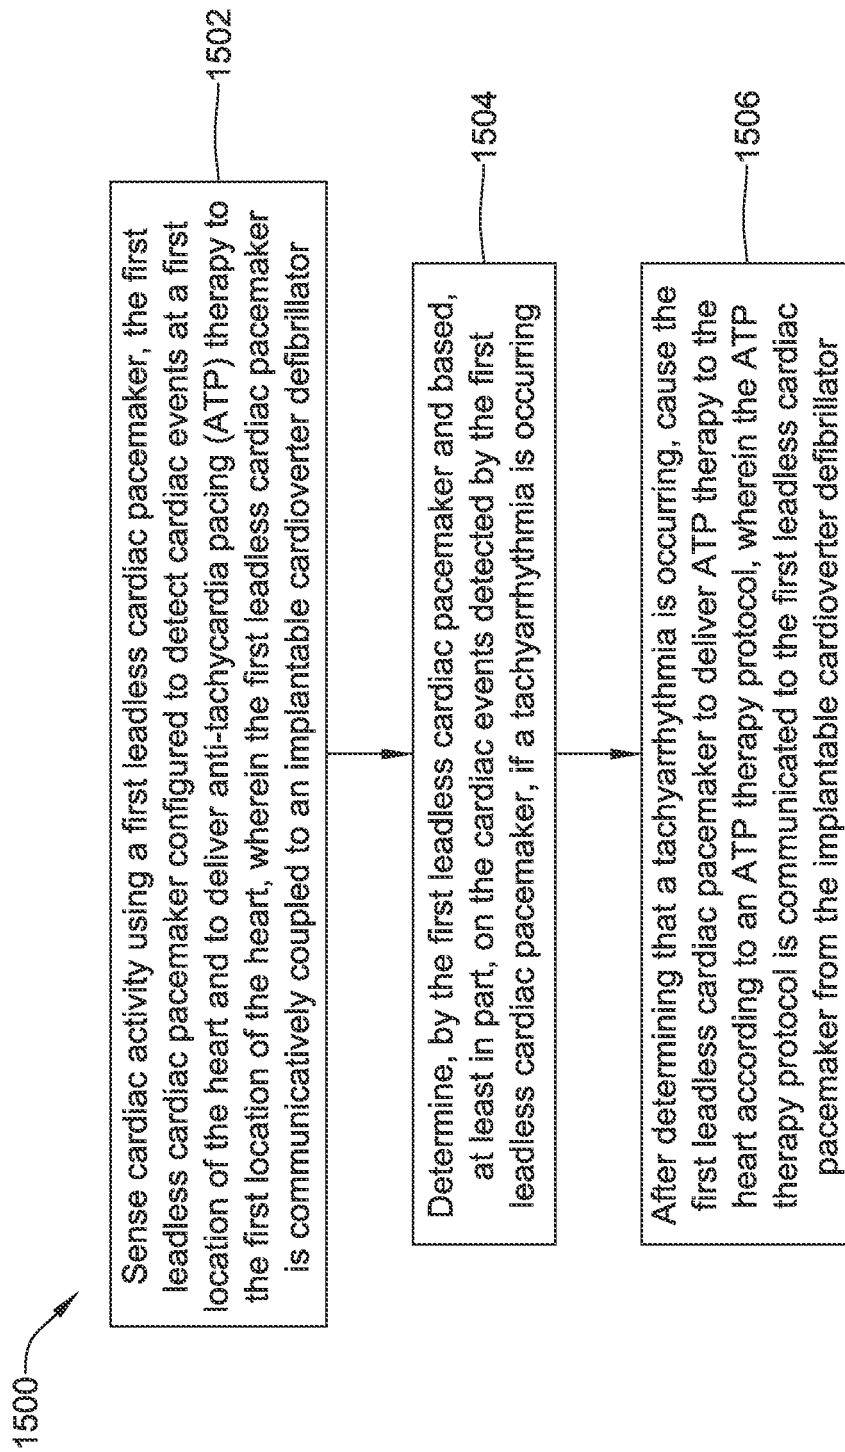 1500
Sense cardiac activity using a first leadless cardiac pacemaker, the first
leadless cardiac pacemaker configured to detect cardiac events at a first
location of the heart and to deliver anti-tachycardia pacing (ATP) therapy to
the first location of the heart, wherein the first leadless cardiac pacemaker
is communicatively coupled to an implantable cardioverter defibrillator
1502
Determine, by the first leadless cardiac pacemaker and based,
at least in part, on the cardiac events detected by the first
leadless cardiac pacemaker, if a tachyarrhythmia is occurring
1504
After determining that a tachyarrhythmia is occurring, cause the
first leadless cardiac pacemaker to deliver ATP therapy to the
heart according to an ATP therapy protocol, wherein the ATP
therapy protocol is communicated to the first leadless cardiac
pacemaker from the implantable cardioverter defibrillator
1506